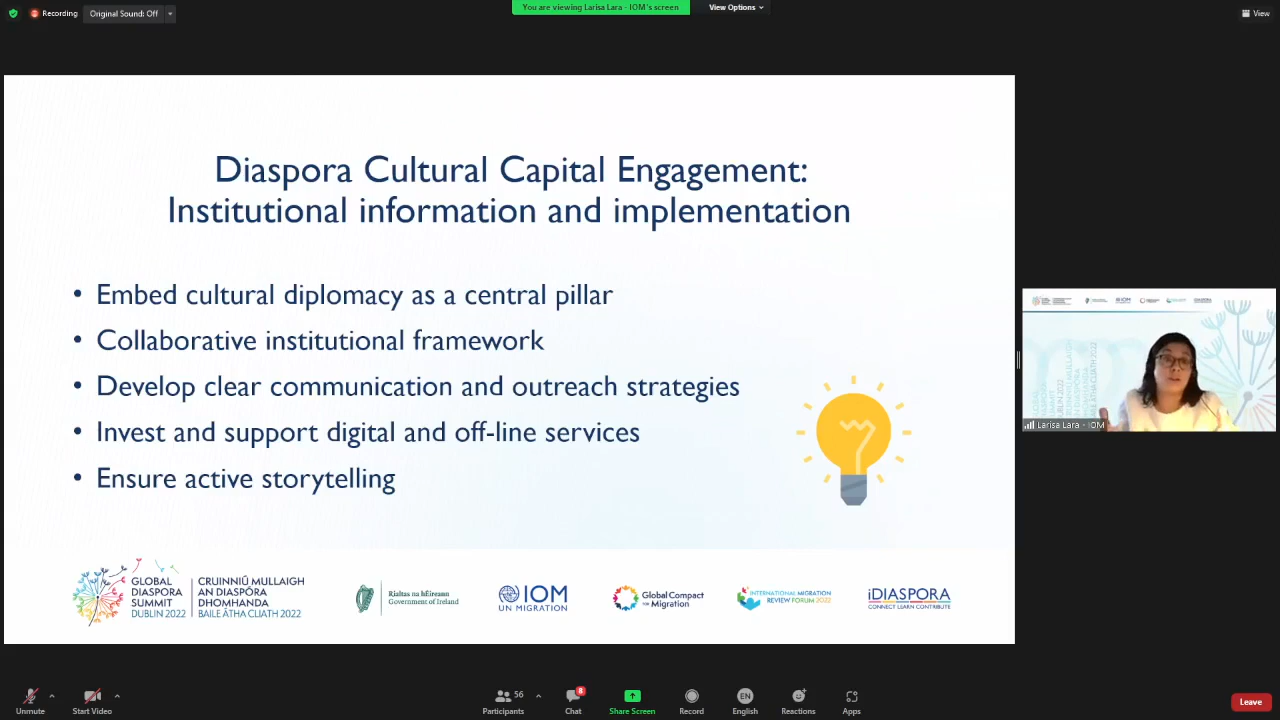 Recording
Original Sound: Off
You are viewing Larisa Lara - IOM's screen
View Options
View
Diaspora Cultural Capital Engagement:
Institutional information and implementation
• Embed cultural diplomacy as a central pillar
• Collaborative institutional framework
• Develop clear communication and outreach strategies
• Invest and support digital and off-line services
• Ensure active storytelling
GLOBAL
DIASPORA
SUMMIT
DUBLIN 2022
CRUINNIÚ MULLAIGH
AN DIASPÓRA
DHOMHANDA
BAILE ÁTHA CLIATH 2022
Rialtas na hÉireann
Government of Ireland
IOM
UN MIGRATION
Global Compact
for Migration
INTERNATIONAL MIGRATION
REVIEW FORUM 2022
iDIASPORA
CONNECT LEARN CONTRIBUTE
IOM
Larisa Lara - IOM
Unmute
Start Video
56
Participants
8
Chat
Share Screen
Record
EN
English
Reactions
Apps
Leave